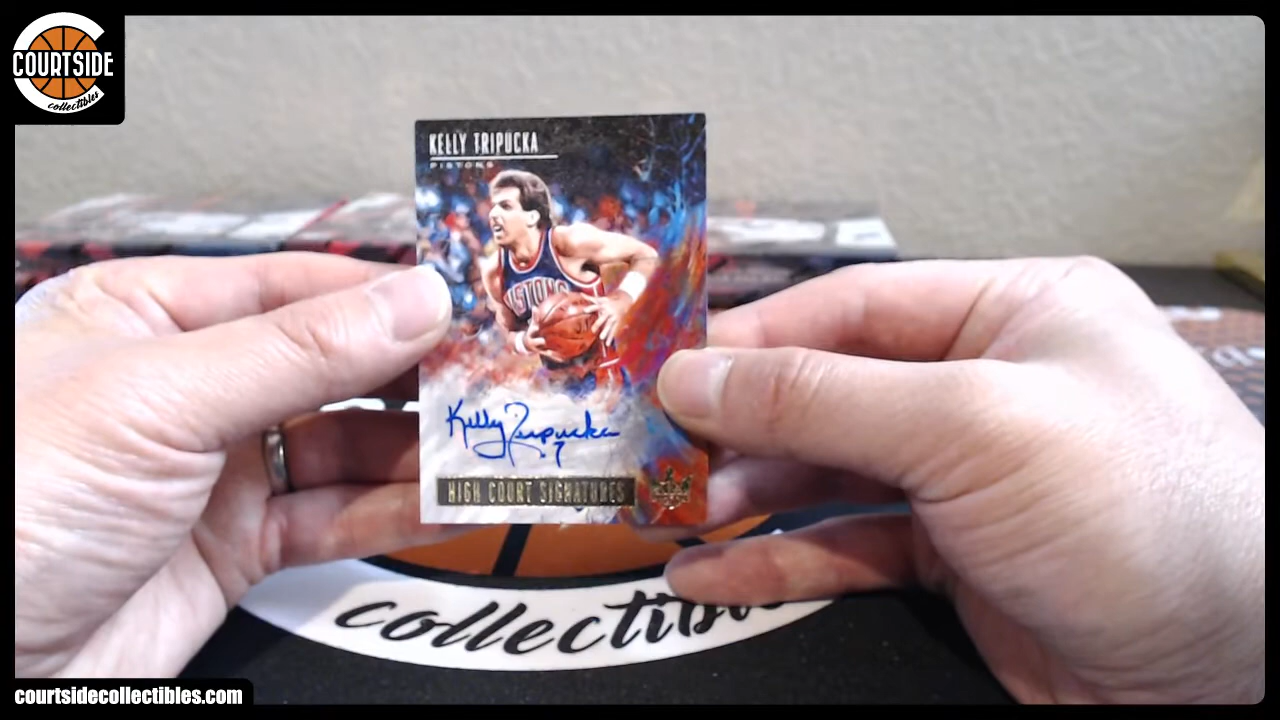 COURTSIDE
collectibles
KELLY TRIPUCKA
PISTONS
PISTONS
Kelly Tripucka
7
HIGH COURT SIGNATURES
collectibles
courtsidecollectibles.com